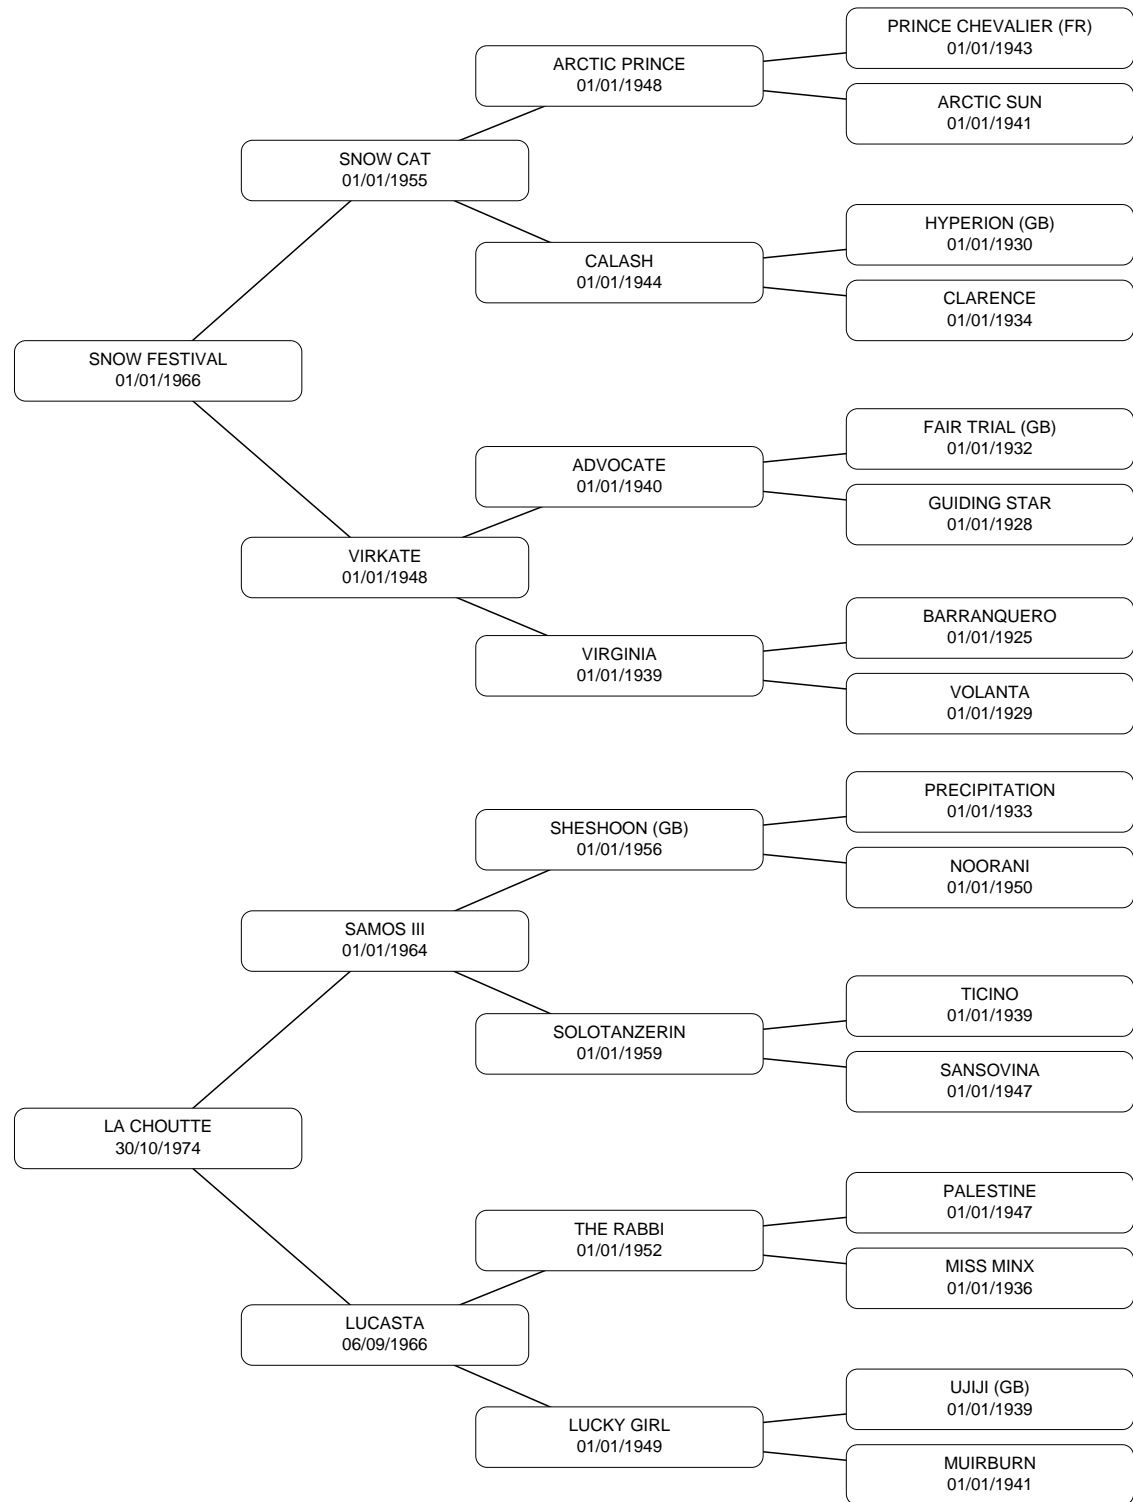 PRINCE CHEVALIER (FR)
01/01/1943
ARCTIC PRINCE
01/01/1948
ARCTIC SUN
01/01/1941
SNOW CAT
01/01/1955
HYPERION (GB)
01/01/1930
CALASH
01/01/1944
CLARENCE
01/01/1934
SNOW FESTIVAL
01/01/1966
FAIR TRIAL (GB)
01/01/1932
ADVOCATE
01/01/1940
GUIDING STAR
01/01/1928
VIRKATE
01/01/1948
BARRANQUERO
01/01/1925
VIRGINIA
01/01/1939
VOLANTA
01/01/1929
PRECIPITATION
01/01/1933
SHESHOON (GB)
01/01/1956
NOORANI
01/01/1950
SAMOS III
01/01/1964
TICINO
01/01/1939
SOLOTANZERIN
01/01/1959
SANSOVINA
01/01/1947
LA CHOUTTE
30/10/1974
PALESTINE
01/01/1947
THE RABBI
01/01/1952
MISS MINX
01/01/1936
LUCASTA
06/09/1966
UJIJI (GB)
01/01/1939
LUCKY GIRL
01/01/1949
MUIRBURN
01/01/1941